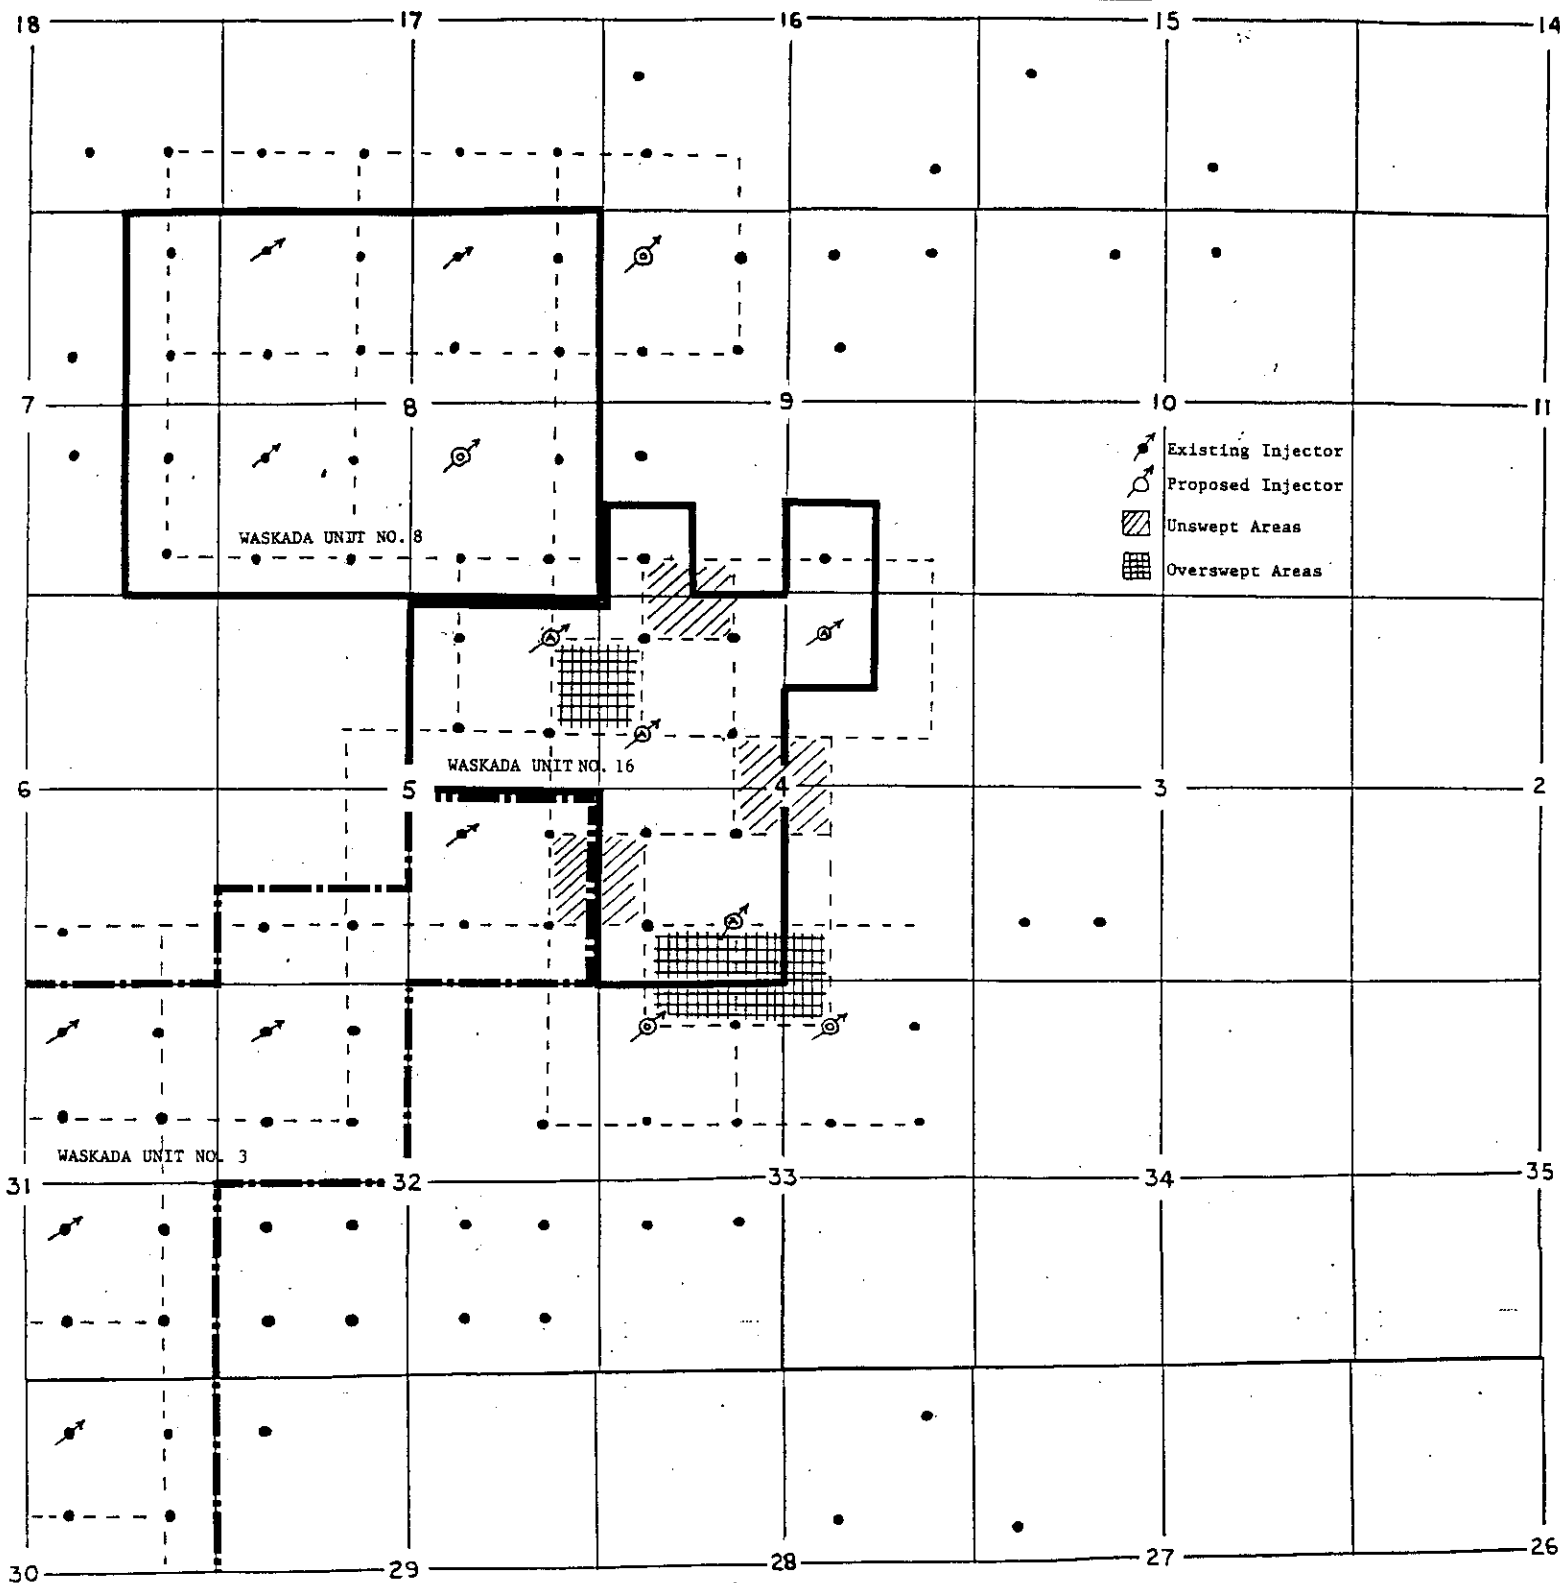 18 17 16 15 14
7 8 9 10 11
Existing Injector
Proposed Injector
Unswept Areas
Overswept Areas
WASKADA UNIT NO. 8
WASKADA UNIT NO. 16
6 5 4 3 2
WASKADA UNIT NO. 3
31 32 33 34 35
30 29 28 27 26